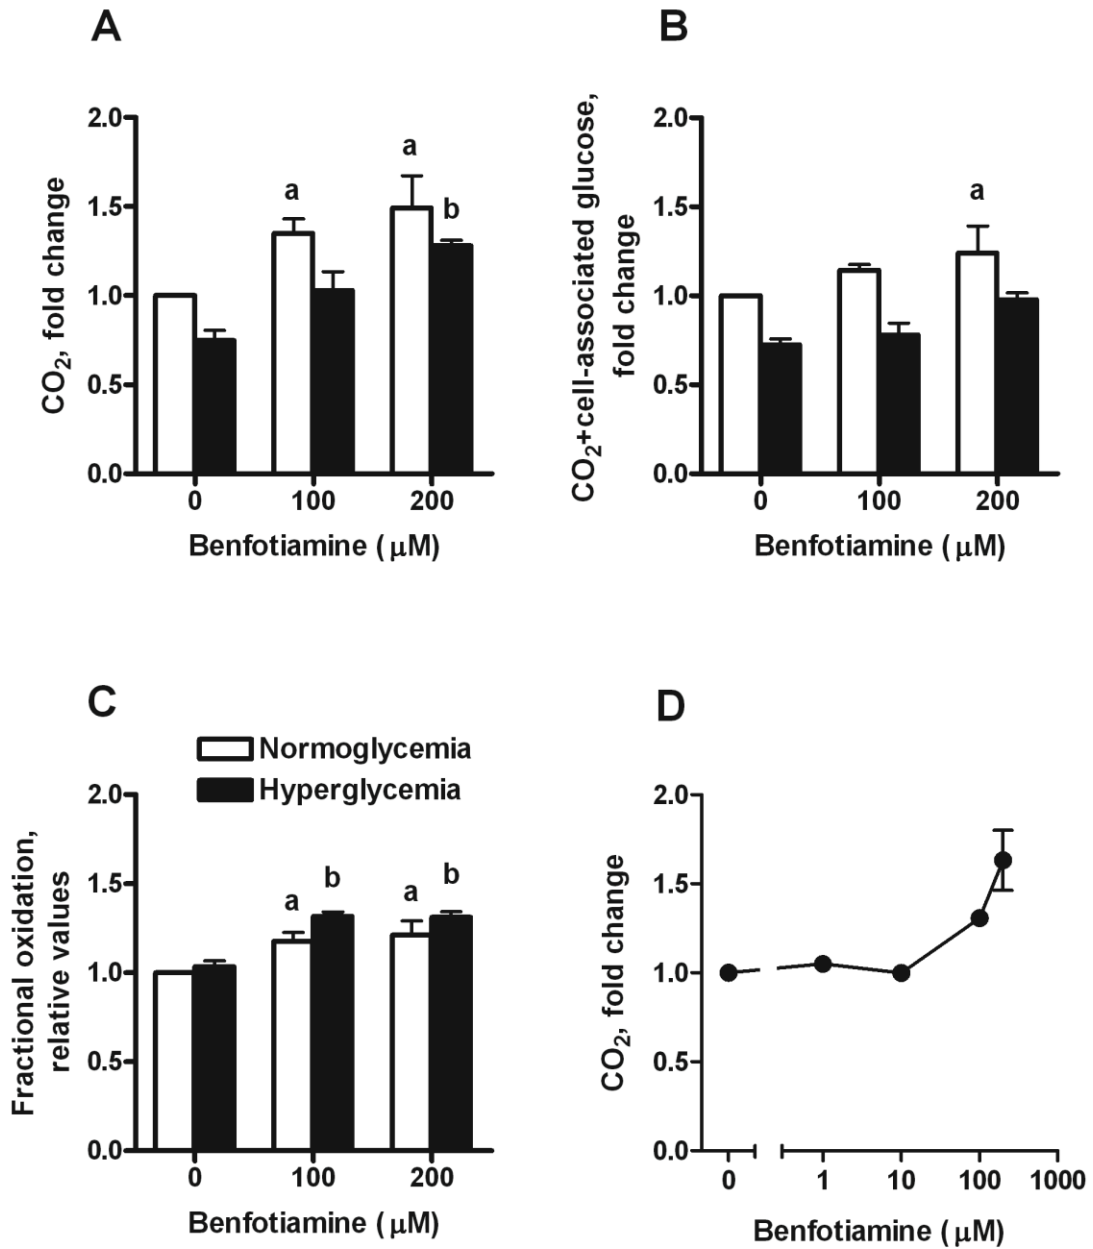 A
CO₂, fold change
2.0
1.5
1.0
0.5
0.0
a
a
b
0 100 200
Benfotiamine ( μM)
B
CO₂+cell-associated glucose,
fold change
2.0
1.5
1.0
0.5
0.0
a
0 100 200
Benfotiamine ( μM)
C
Normoglycemia
Hyperglycemia
Fractional oxidation,
relative values
2.0
1.5
1.0
0.5
0.0
a b a b
0 100 200
Benfotiamine ( μM)
D
CO₂, fold change
2.0
1.5
1.0
0.5
0.0
0 1 10 100 1000
Benfotiamine ( μM)